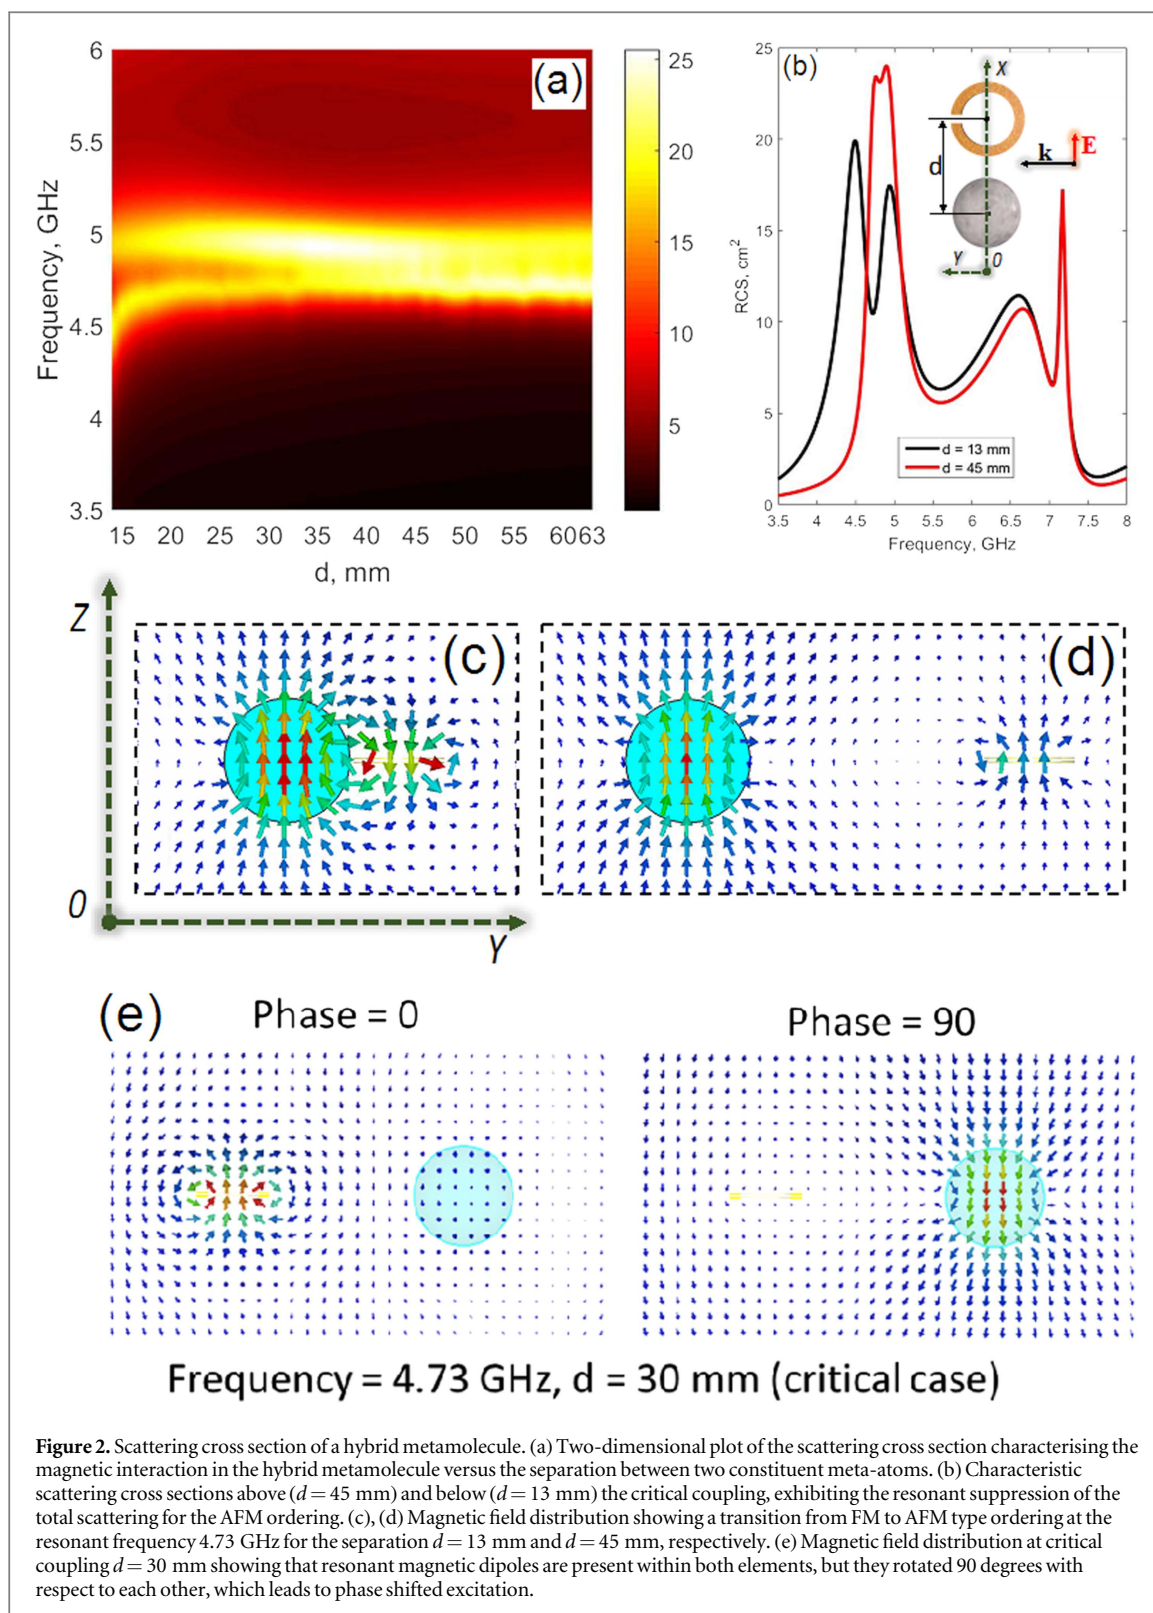 6
5.5
5
4.5
4
3.5
Frequency, GHz
(a)
15 20 25 30 35 40 45 50 55 6063
d, mm
25
20
15
10
5
25
20
15
10
5
0
RCS, cm²
(b)
X
d
k
E
Y
0
d = 13 mm
d = 45 mm
3.5 4 4.5 5 5.5 6 6.5 7 7.5 8
Frequency, GHz
Z
(c)
(d)
0
Y
(e)
Phase = 0
Phase = 90
Frequency = 4.73 GHz, d = 30 mm (critical case)
Figure 2. Scattering cross section of a hybrid metamolecule. (a) Two-dimensional plot of the scattering cross section characterising the
magnetic interaction in the hybrid metamolecule versus the separation between two constituent meta-atoms. (b) Characteristic
scattering cross sections above (d = 45 mm) and below (d = 13 mm) the critical coupling, exhibiting the resonant suppression of the
total scattering for the AFM ordering. (c), (d) Magnetic field distribution showing a transition from FM to AFM type ordering at the
resonant frequency 4.73 GHz for the separation d = 13 mm and d = 45 mm, respectively. (e) Magnetic field distribution at critical
coupling d = 30 mm showing that resonant magnetic dipoles are present within both elements, but they rotated 90 degrees with
respect to each other, which leads to phase shifted excitation.